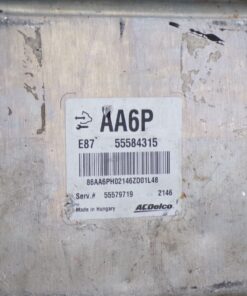 AA6P
E87 55584315
86AA6PH02146ZD01L48
Serv.# 55579719 2146
Made in Hungary ACDelco